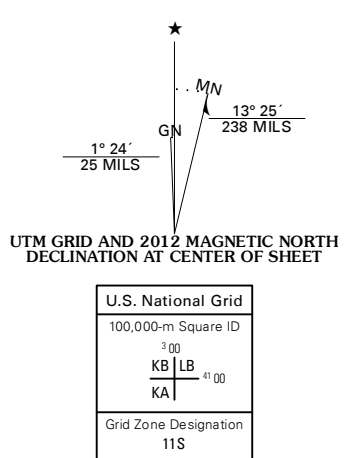 ★
MN
13° 25´
238 MILS
GN
1° 24´
25 MILS
UTM GRID AND 2012 MAGNETIC NORTH
DECLINATION AT CENTER OF SHEET
U.S. National Grid
100,000-m Square ID
3 00
KB LB
41 00
KA
Grid Zone Designation
11S